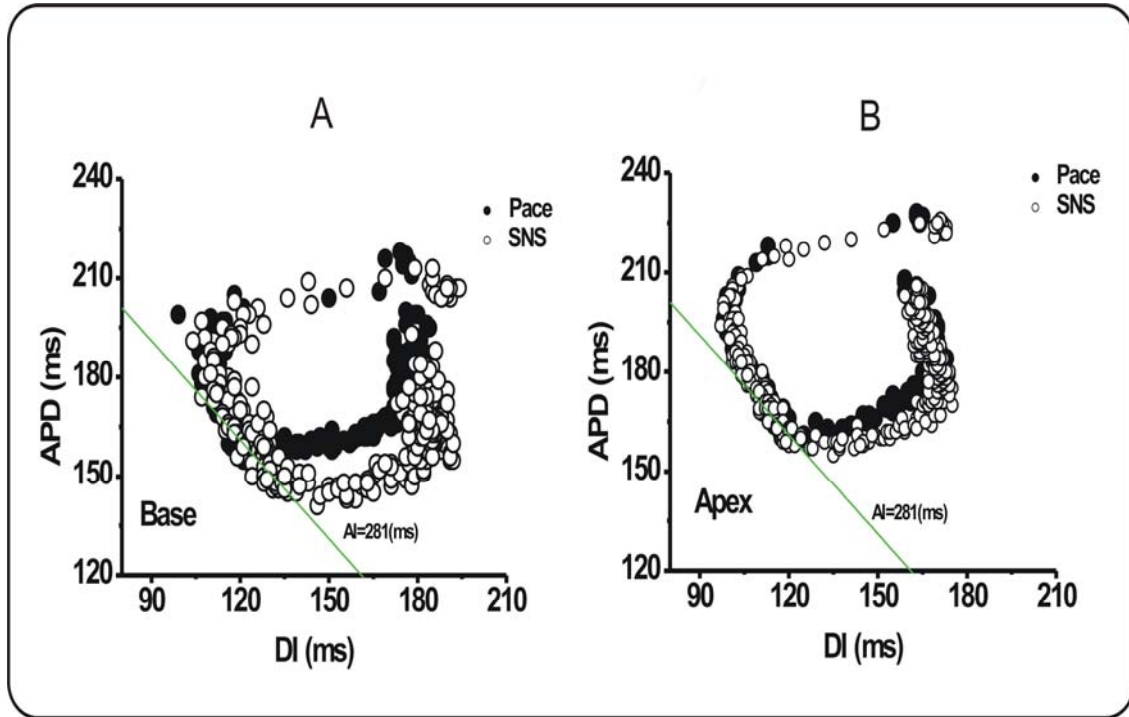 A
240
210
180
150
120
APD (ms)
Pace
SNS
Base
AI=281(ms)
90 120 150 180 210
DI (ms)
B
240
210
180
150
120
APD (ms)
Pace
SNS
Apex
AI=281(ms)
90 120 150 180 210
DI (ms)